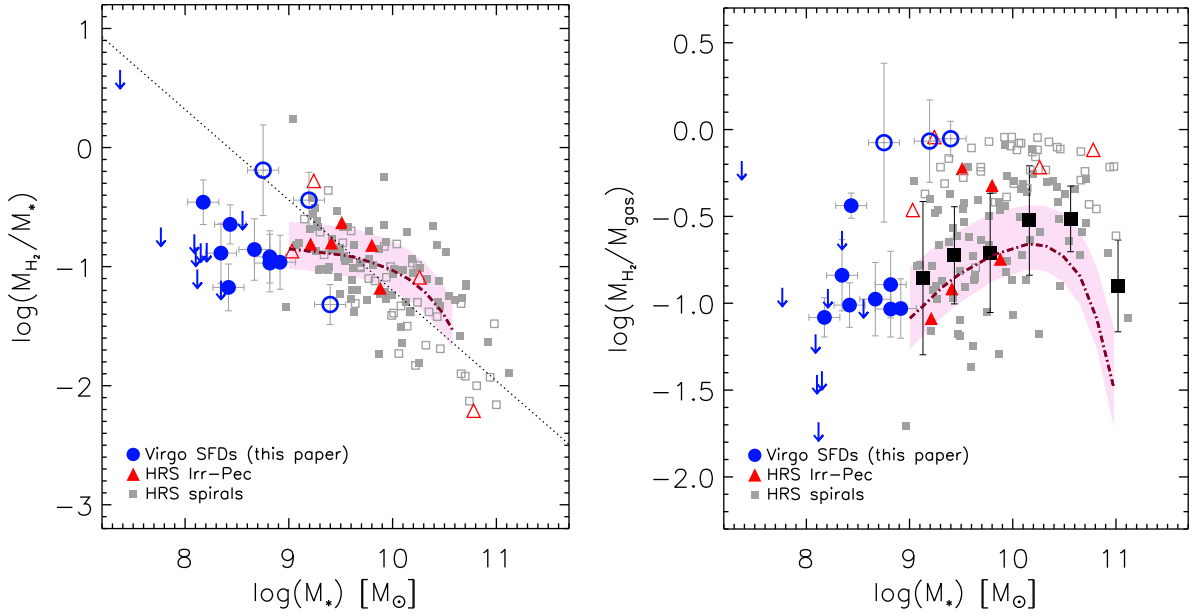 1
0
−1
−2
−3
log(M_H₂/M_*)
Virgo SFDs (this paper)
HRS Irr−Pec
HRS spirals
8 9 10 11
log(M_*) [M_⊙]
0.5
0.0
−0.5
−1.0
−1.5
−2.0
log(M_H₂/M_gas)
Virgo SFDs (this paper)
HRS Irr−Pec
HRS spirals
8 9 10 11
log(M_*) [M_⊙]